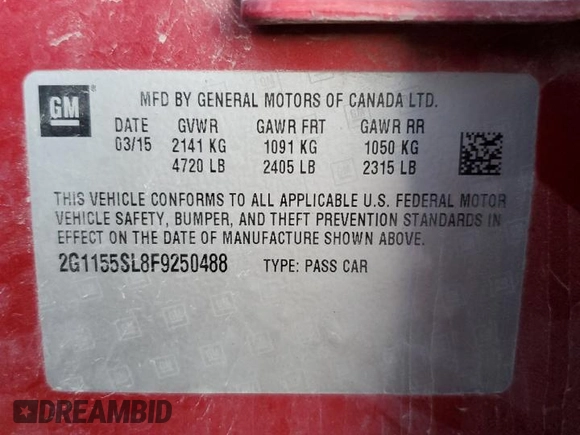 GM
MFD BY GENERAL MOTORS OF CANADA LTD.
DATE GVWR GAWR FRT GAWR RR
03/15 2141 KG 1091 KG 1050 KG
4720 LB 2405 LB 2315 LB
THIS VEHICLE CONFORMS TO ALL APPLICABLE U.S. FEDERAL MOTOR
VEHICLE SAFETY, BUMPER, AND THEFT PREVENTION STANDARDS IN
EFFECT ON THE DATE OF MANUFACTURE SHOWN ABOVE.
2G1155SL8F9250488 TYPE: PASS CAR
DREAMBID